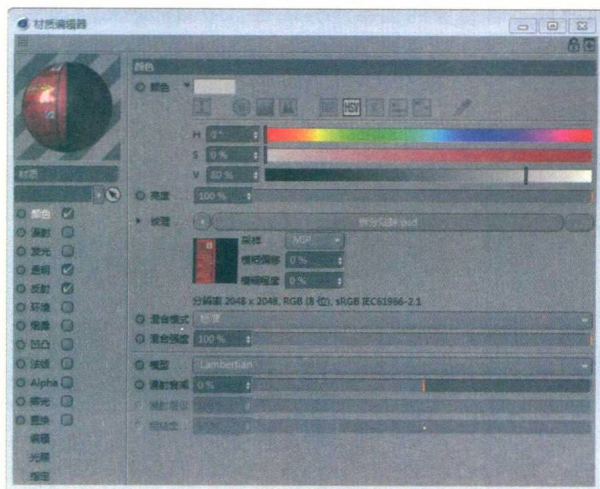 材质编辑器
颜色
颜色
HSV
H 0°
S 0 %
V 80 %
材质
亮度 100 %
纹理 .psd
采样 MIP
模糊偏移 0 %
模糊程度 0 %
分辨率 2048 x 2048, RGB (8 位), sRGB IEC61966-2.1
混合模式 标准
混合强度 100 %
模型 Lambertian
漫射衰减 0 %
颜色
漫射
发光
透明
反射
环境
烟雾
凹凸
法线
Alpha
辉光
置换
编辑
光照
指定